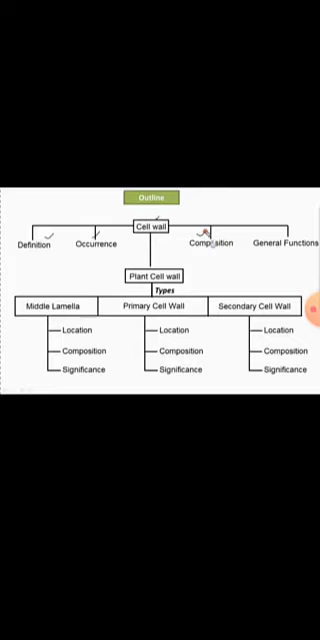 Outline
Cell wall
Definition Occurrence Composition General Functions
Plant Cell wall
Types
Middle Lamella Primary Cell Wall Secondary Cell Wall
Location Location Location
Composition Composition Composition
Significance Significance Significance